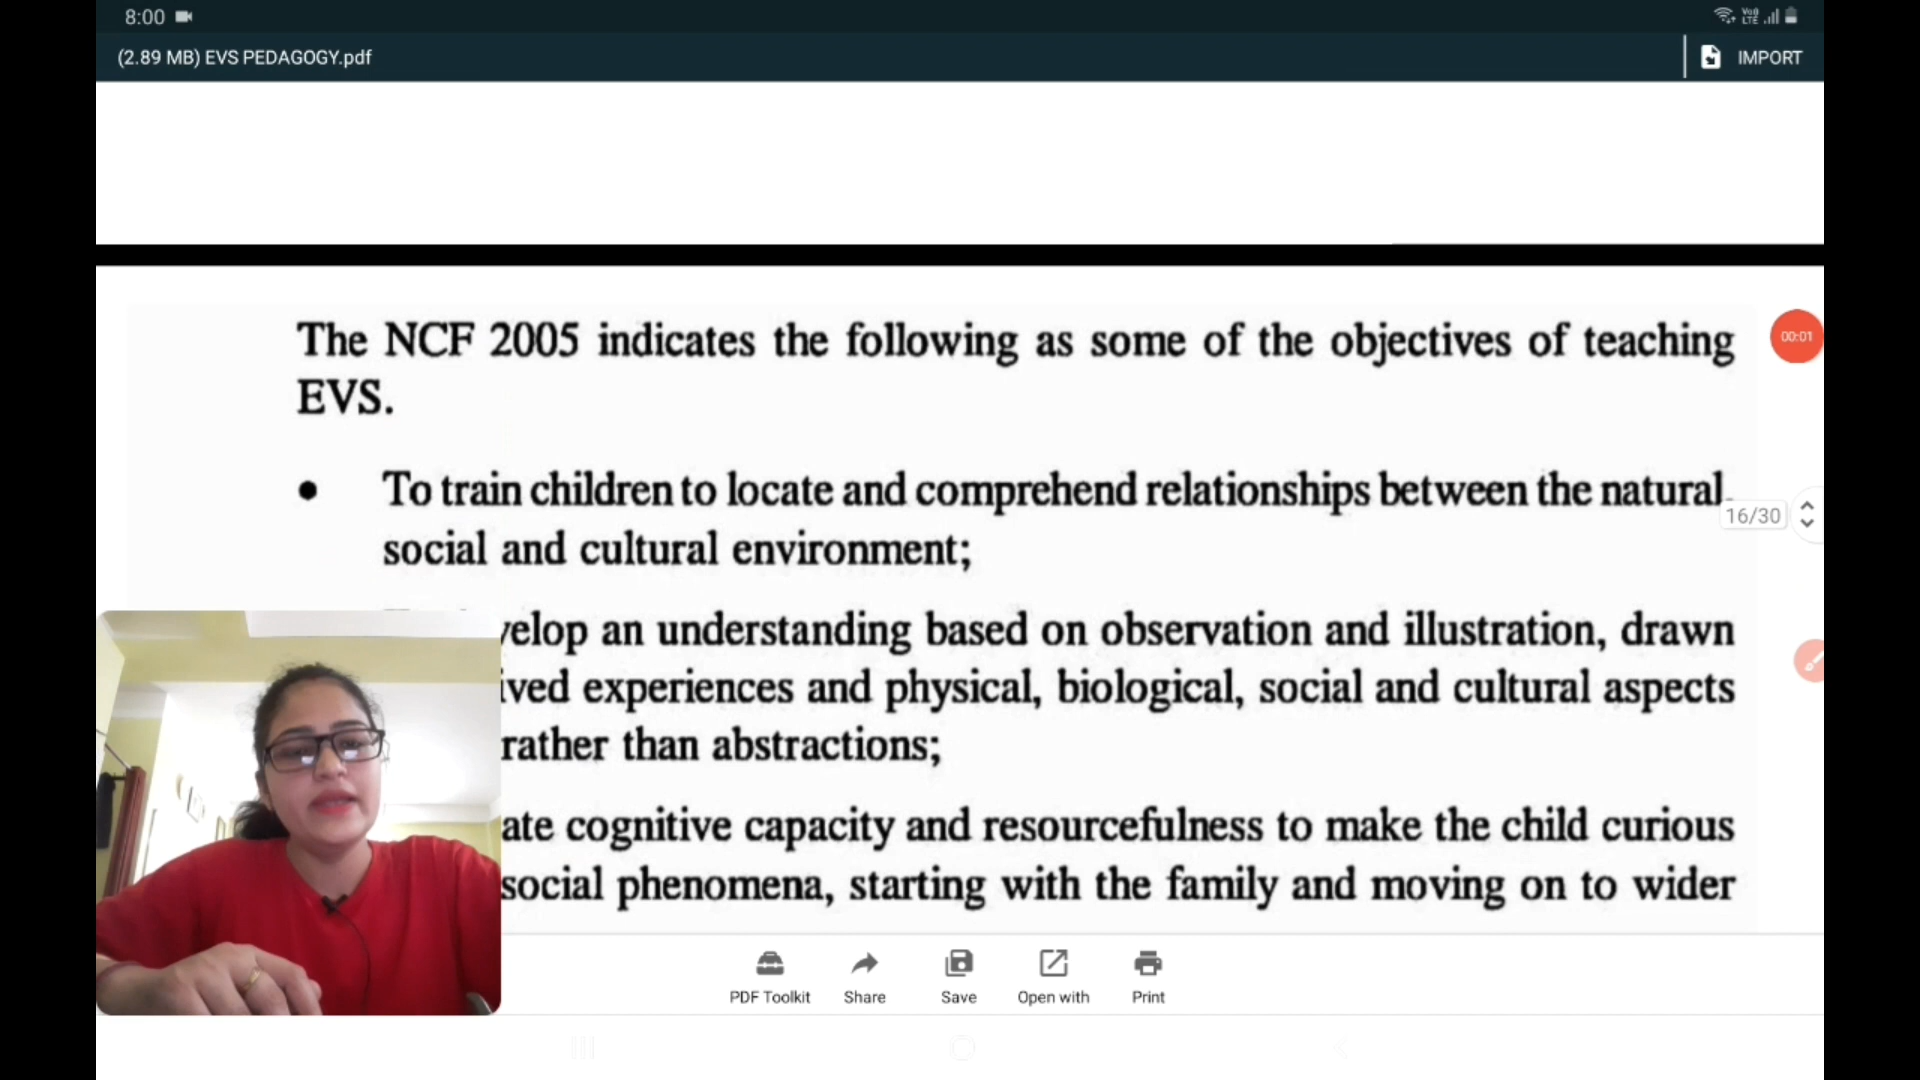 8:00
Vo)) LTE
(2.89 MB) EVS PEDAGOGY.pdf
IMPORT
The NCF 2005 indicates the following as some of the objectives of teaching
EVS.
00:01
• To train children to locate and comprehend relationships between the natural,
16/30
social and cultural environment;
velop an understanding based on observation and illustration, drawn
ived experiences and physical, biological, social and cultural aspects
rather than abstractions;
ate cognitive capacity and resourcefulness to make the child curious
social phenomena, starting with the family and moving on to wider
PDF Toolkit
Share
Save
Open with
Print